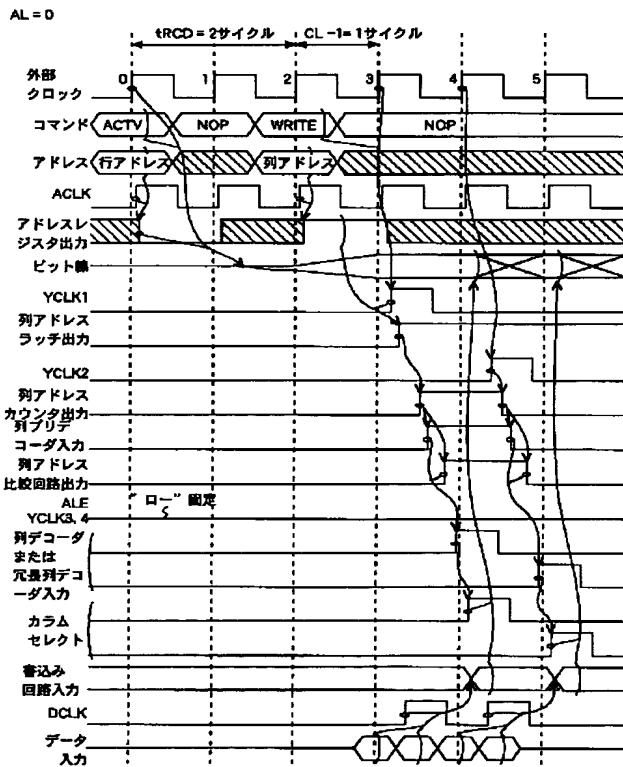 AL=0
tRCD=2サイクル
CL-1=1サイクル
外部
クロック
0
1
2
3
4
5
コマンド
ACTV
NOP
WRITE
NOP
アドレス
行アドレス
列アドレス
ACLK
アドレスレ
ジスタ出力
ビット線
YCLK1
列アドレス
ラッチ出力
YCLK2
列アドレス
カウンタ出力
列プリデ
コーダ入力
列アドレス
比較回路出力
ALE
YCLK3, 4
"ロー"固定
列デコーダ
または
冗長列デコ
ーダ入力
カラム
セレクト
書込み
回路入力
DCLK
データ
入力